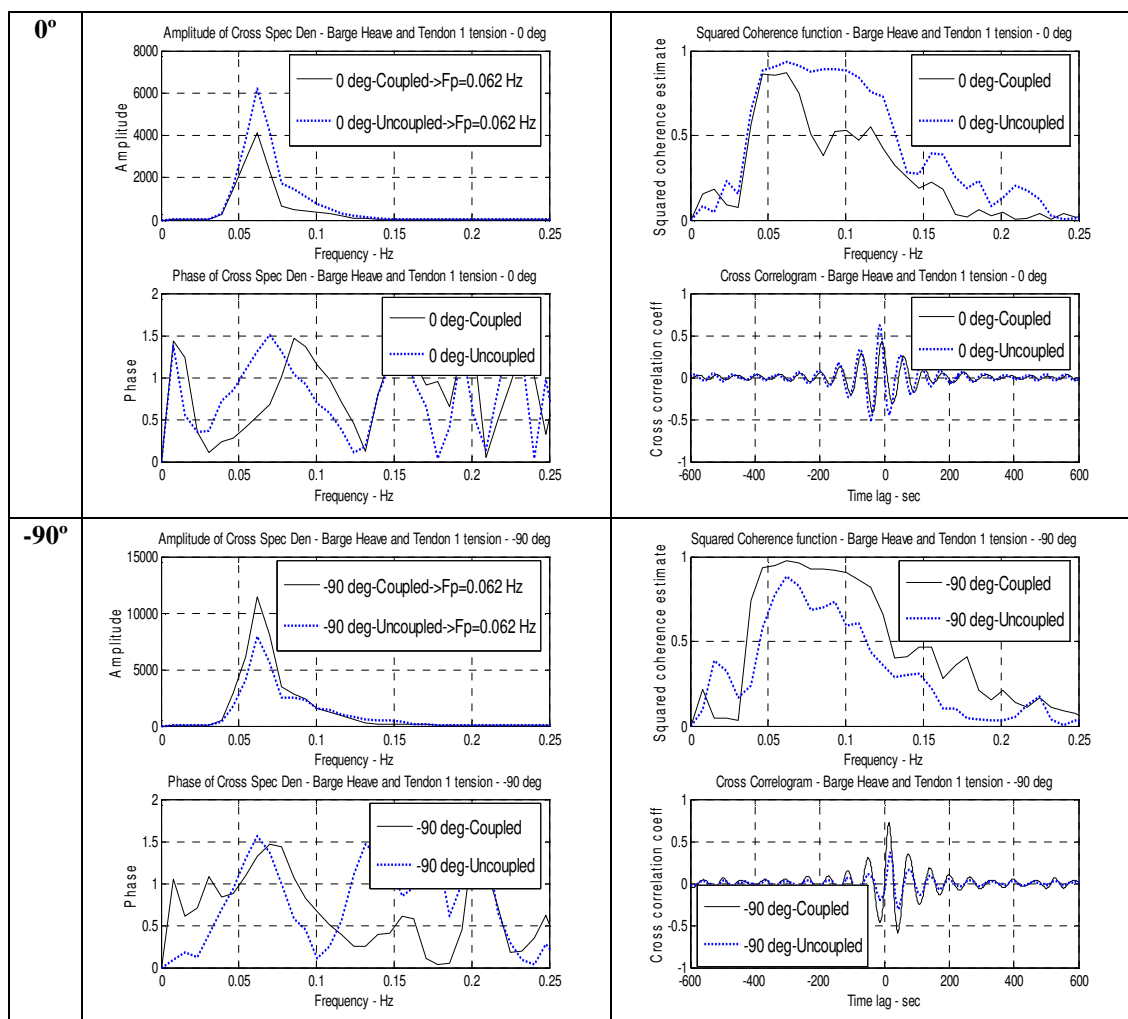 0º
Amplitude of Cross Spec Den - Barge Heave and Tendon 1 tension - 0 deg
8000
6000
4000
2000
0
Amplitude
0 deg-Coupled->Fp=0.062 Hz
0 deg-Uncoupled->Fp=0.062 Hz
0 0.05 0.1 0.15 0.2 0.25
Frequency - Hz
Phase of Cross Spec Den - Barge Heave and Tendon 1 tension - 0 deg
2
1.5
1
0.5
0
Phase
0 deg-Coupled
0 deg-Uncoupled
0 0.05 0.1 0.15 0.2 0.25
Frequency - Hz
Squared Coherence function - Barge Heave and Tendon 1 tension - 0 deg
1
0.5
0
Squared coherence estimate
0 deg-Coupled
0 deg-Uncoupled
0 0.05 0.1 0.15 0.2 0.25
Frequency - Hz
Cross Correlogram - Barge Heave and Tendon 1 tension - 0 deg
1
0.5
0
-0.5
-1
Cross correlation coeff
0 deg-Coupled
0 deg-Uncoupled
-600 -400 -200 0 200 400 600
Time lag - sec
-90º
Amplitude of Cross Spec Den - Barge Heave and Tendon 1 tension - -90 deg
15000
10000
5000
0
Amplitude
-90 deg-Coupled->Fp=0.062 Hz
-90 deg-Uncoupled->Fp=0.062 Hz
0 0.05 0.1 0.15 0.2 0.25
Frequency - Hz
Phase of Cross Spec Den - Barge Heave and Tendon 1 tension - -90 deg
2
1.5
1
0.5
0
Phase
-90 deg-Coupled
-90 deg-Uncoupled
0 0.05 0.1 0.15 0.2 0.25
Frequency - Hz
Squared Coherence function - Barge Heave and Tendon 1 tension - -90 deg
1
0.5
0
Squared coherence estimate
-90 deg-Coupled
-90 deg-Uncoupled
0 0.05 0.1 0.15 0.2 0.25
Frequency - Hz
Cross Correlogram - Barge Heave and Tendon 1 tension - -90 deg
1
0.5
0
-0.5
-1
Cross correlation coeff
-90 deg-Coupled
-90 deg-Uncoupled
-600 -400 -200 0 200 400 600
Time lag - sec